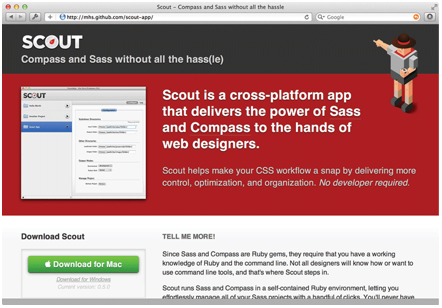 Scout – Compass and Sass without all the hassle
http://mhs.github.com/scout-app/
Google
SCOUT
Compass and Sass without all the hass(le)
SCOUT
Scout is a cross-platform app
that delivers the power of Sass
and Compass to the hands of
web designers.
Scout helps make your CSS workflow a snap by delivering more
control, optimization, and organization. No developer required.
Download Scout
Download for Mac
Download for Windows
TELL ME MORE!
Since Sass and Compass are Ruby gems, they require that you have a working
knowledge of Ruby and the command line. Not all designers will know how or want to
use command line tools, and that's where Scout steps in.
Scout runs Sass and Compass in a self-contained Ruby environment, letting you
effortlessly manage all of your Sass projects with a handful of clicks. You'll never have